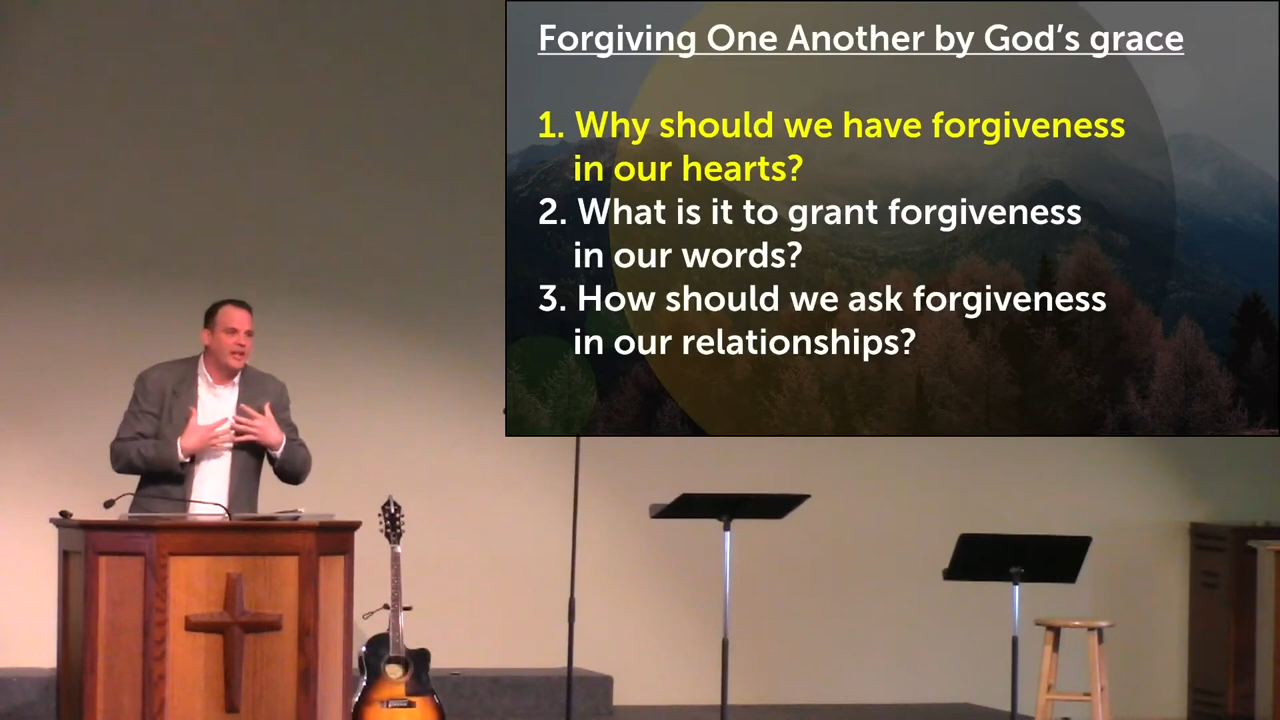 Forgiving One Another by God's grace
1. Why should we have forgiveness
in our hearts?
2. What is it to grant forgiveness
in our words?
3. How should we ask forgiveness
in our relationships?